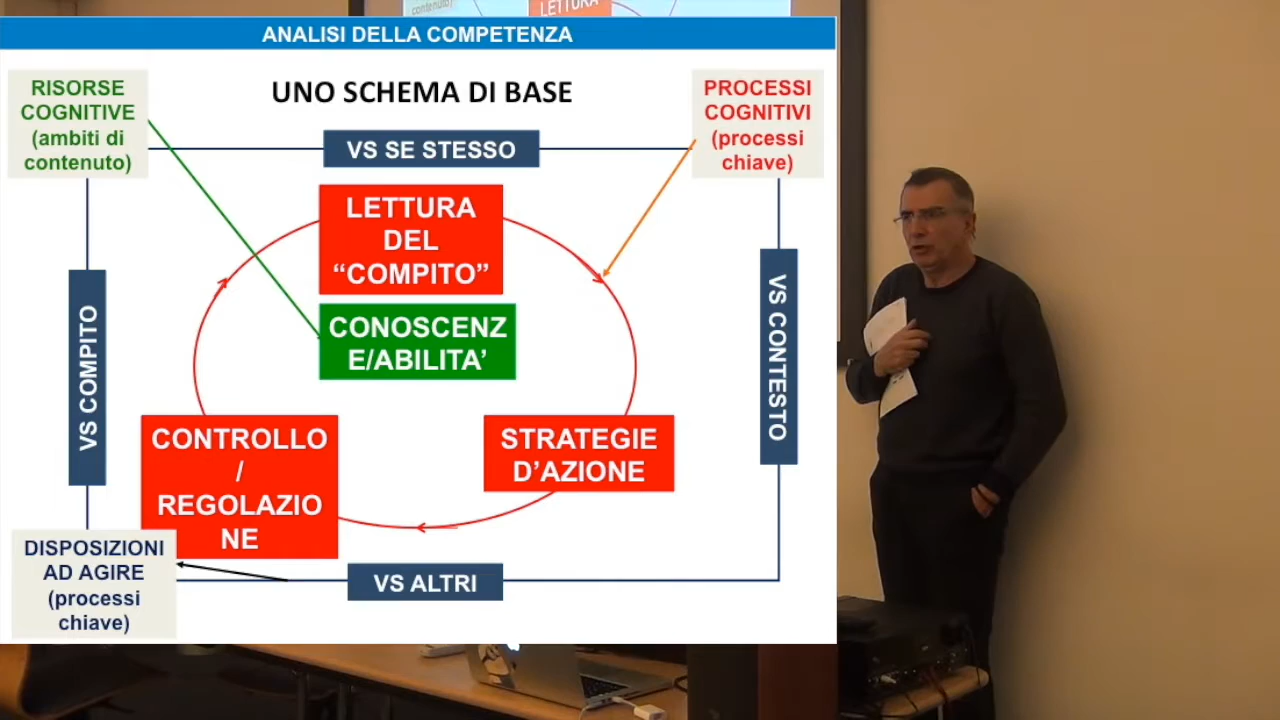 contenuto)
LETTURA
ANALISI DELLA COMPETENZA
UNO SCHEMA DI BASE
RISORSE
COGNITIVE
(ambiti di
contenuto)
PROCESSI
COGNITIVI
(processi
chiave)
VS SE STESSO
LETTURA
DEL
“COMPITO”
CONOSCENZ
E/ABILITA’
VS COMPITO
VS CONTESTO
CONTROLLO
/
REGOLAZIO
NE
STRATEGIE
D’AZIONE
DISPOSIZIONI
AD AGIRE
(processi
chiave)
VS ALTRI